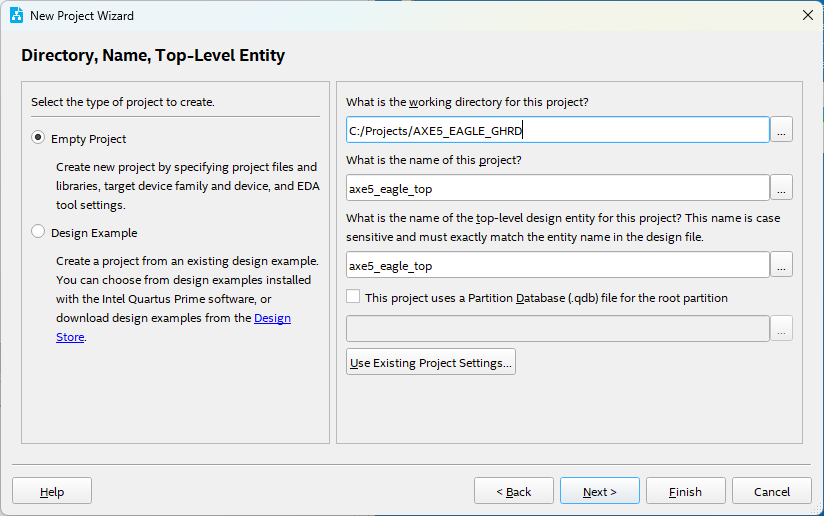 New Project Wizard
Directory, Name, Top-Level Entity
Select the type of project to create.
Empty Project
Create new project by specifying project files and
libraries, target device family and device, and EDA
tool settings.
Design Example
Create a project from an existing design example.
You can choose from design examples installed
with the Intel Quartus Prime software, or
download design examples from the Design
Store.
What is the working directory for this project?
C:/Projects/AXE5_EAGLE_GHRD
...
What is the name of this project?
axe5_eagle_top
...
What is the name of the top-level design entity for this project? This name is case
sensitive and must exactly match the entity name in the design file.
axe5_eagle_top
...
This project uses a Partition Database (.qdb) file for the root partition
...
Use Existing Project Settings...
Help
< Back
Next >
Finish
Cancel